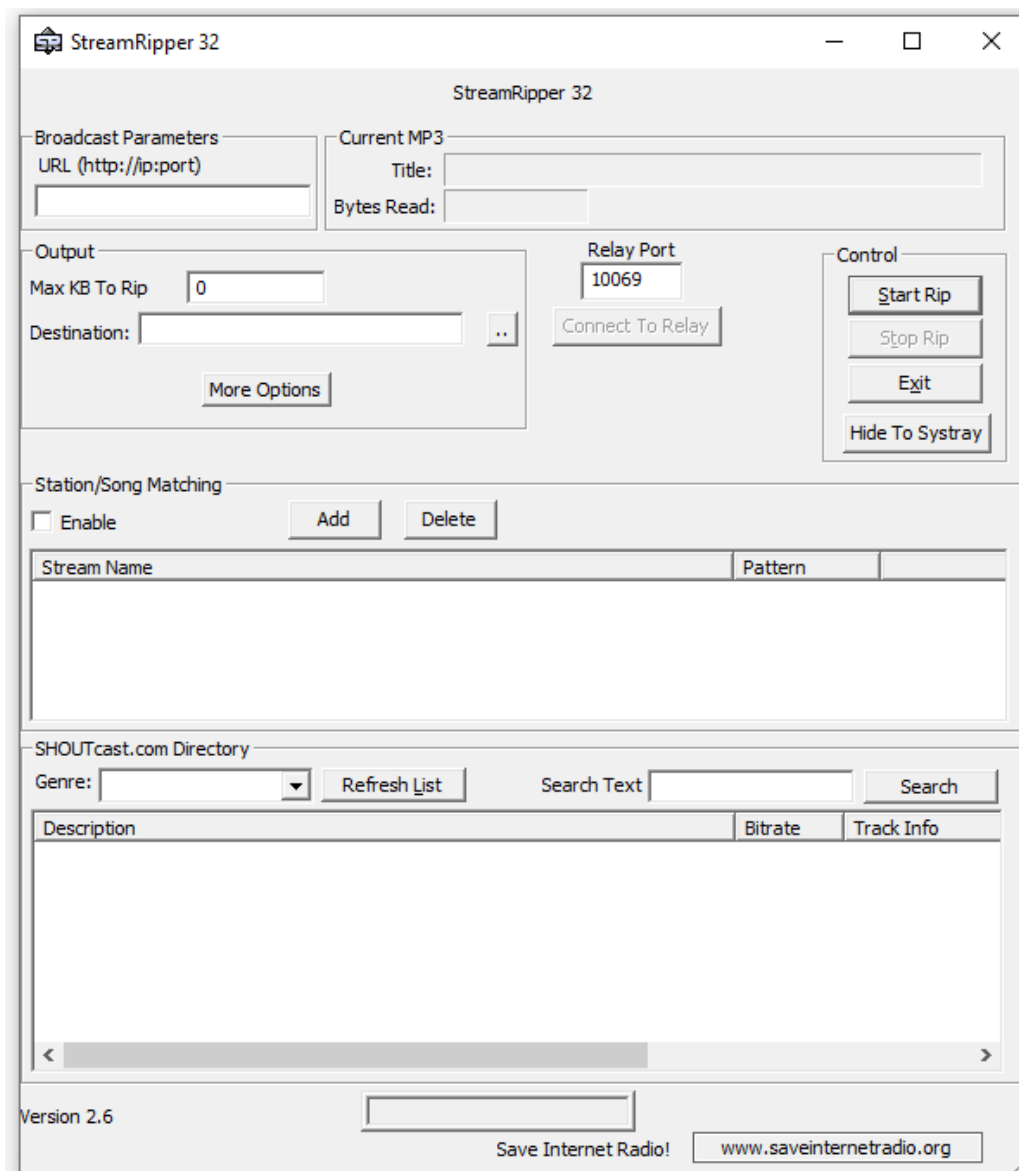 StreamRipper 32
StreamRipper 32
Broadcast Parameters
URL (http://ip:port)
Current MP3
Title:
Bytes Read:
Output
Max KB To Rip 0
Destination: ..
More Options
Relay Port
10069
Connect To Relay
Control
Start Rip
Stop Rip
Exit
Hide To Systray
Station/Song Matching
Enable Add Delete
Stream Name Pattern
SHOUTcast.com Directory
Genre: Refresh List Search Text Search
Description Bitrate Track Info
Version 2.6
Save Internet Radio! www.saveinternetradio.org